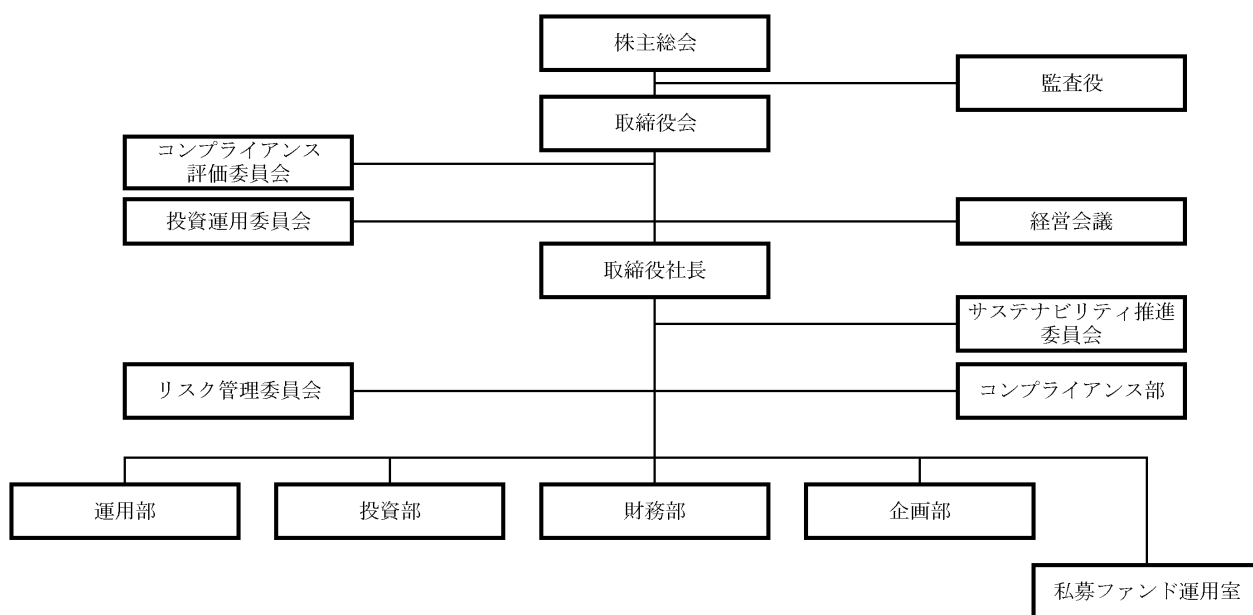 株主総会
監査役
取締役会
コンプライアンス
評価委員会
投資運用委員会
経営会議
取締役社長
サステナビリティ推進
委員会
リスク管理委員会
コンプライアンス部
運用部
投資部
財務部
企画部
私募ファンド運用室